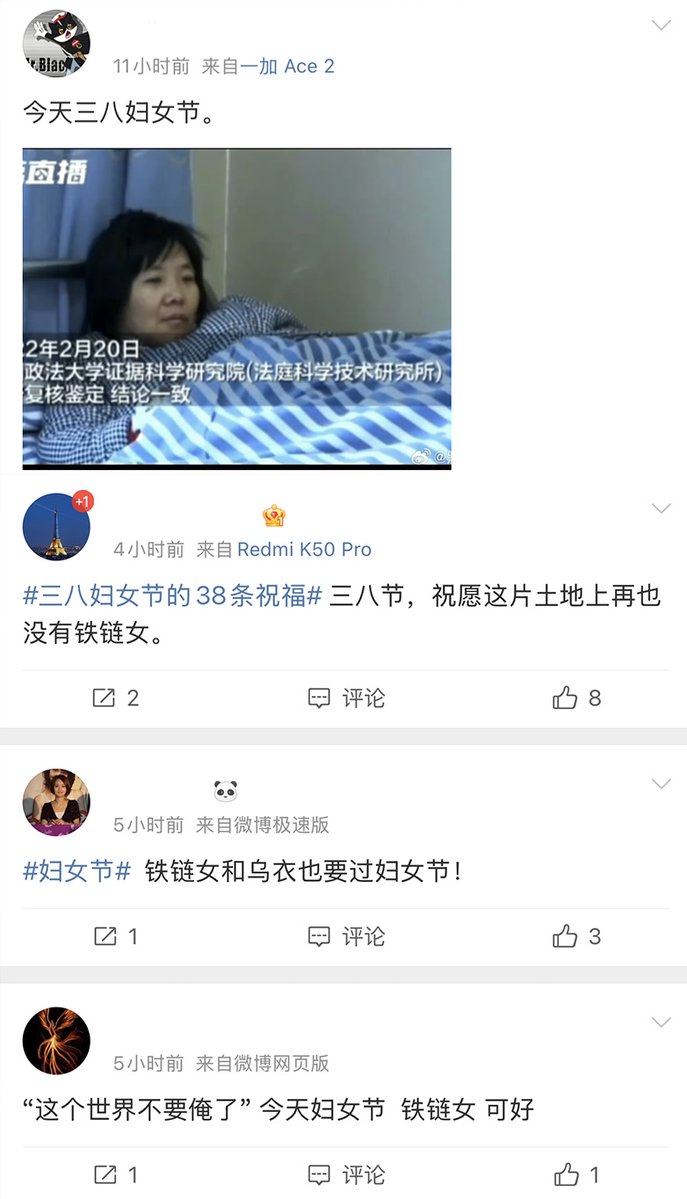 r.Blac
11小时前 来自一加 Ace 2
今天三八妇女节。
直播
2年2月20日
政法大学证据科学研究院(法庭科学技术研究所)
复核鉴定 结论一致
@
+1
4小时前 来自 Redmi K50 Pro
#三八妇女节的38条祝福# 三八节，祝愿这片土地上再也
没有铁链女。
2 评论 8
5小时前 来自微博极速版
#妇女节# 铁链女和乌衣也要过妇女节！
1 评论 3
5小时前 来自微博网页版
“这个世界不要俺了” 今天妇女节 铁链女 可好
1 评论 1